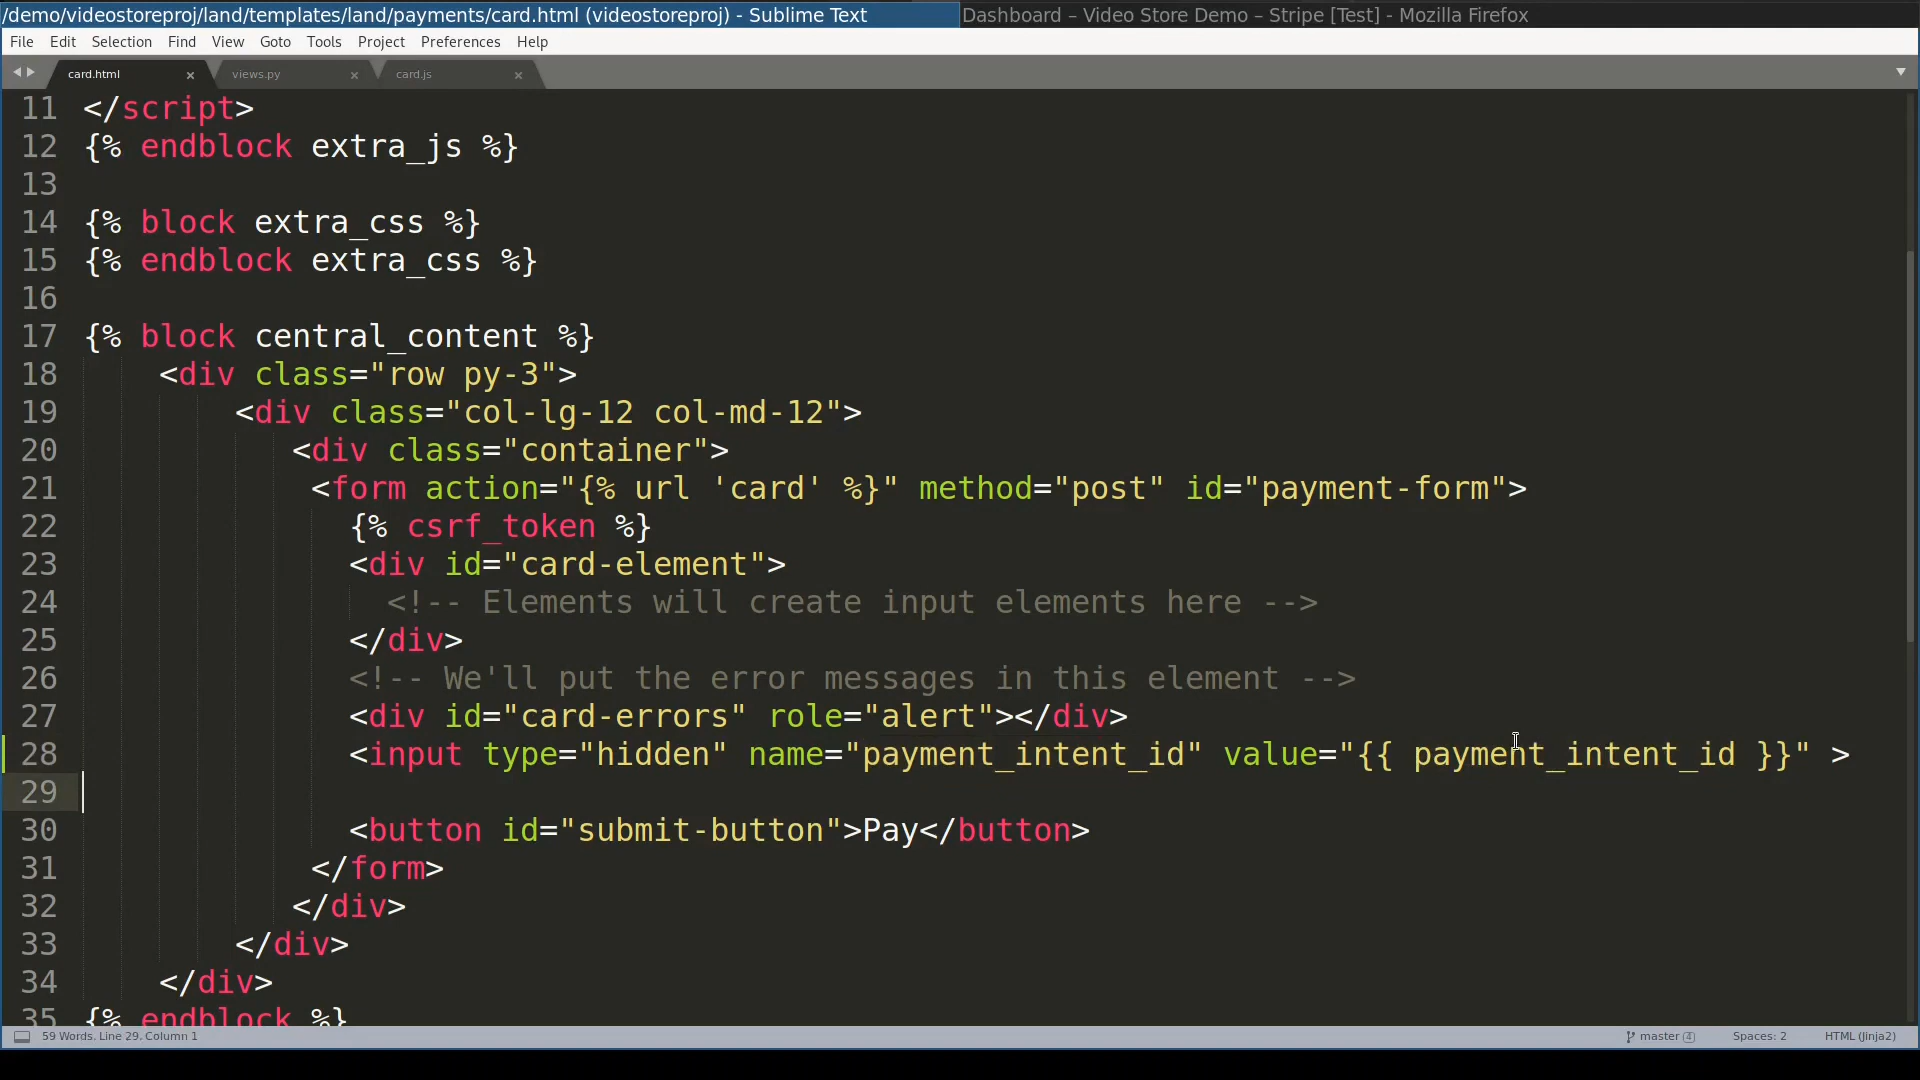 /demo/videostoreproj/land/templates/land/payments/card.html (videostoreproj) - Sublime Text
Dashboard – Video Store Demo – Stripe [Test] - Mozilla Firefox
File Edit Selection Find View Goto Tools Project Preferences Help
card.html × views.py × card.js ×
11 </script>
12 {% endblock extra_js %}
13
14 {% block extra_css %}
15 {% endblock extra_css %}
16
17 {% block central_content %}
18 <div class="row py-3">
19 <div class="col-lg-12 col-md-12">
20 <div class="container">
21 <form action="{% url 'card' %}" method="post" id="payment-form">
22 {% csrf_token %}
23 <div id="card-element">
24 <!-- Elements will create input elements here -->
25 </div>
26 <!-- We'll put the error messages in this element -->
27 <div id="card-errors" role="alert"></div>
28 <input type="hidden" name="payment_intent_id" value="{{ payment_intent_id }}" >
29
30 <button id="submit-button">Pay</button>
31 </form>
32 </div>
33 </div>
34 </div>
35 {% endblock %}
59 Words, Line 29, Column 1
master 4 Spaces: 2 HTML (Jinja2)